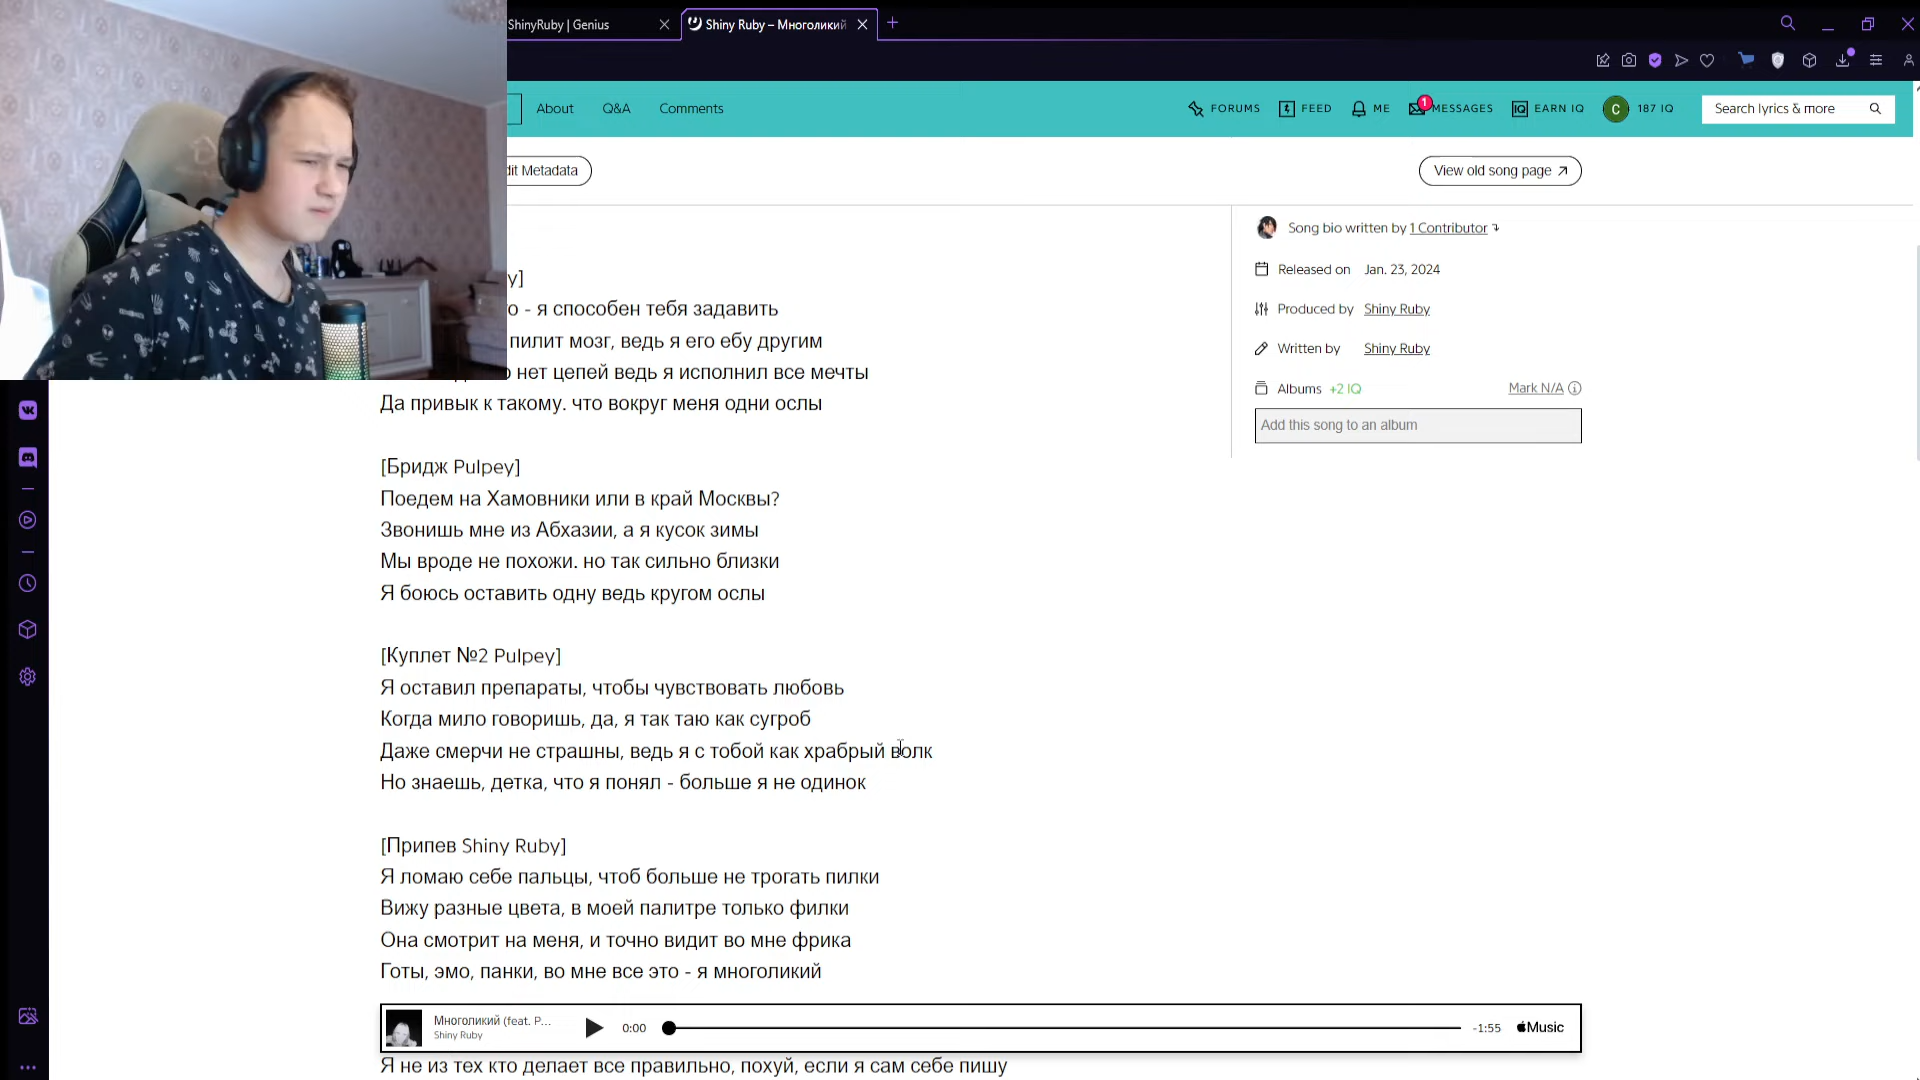 ShinyRuby | Genius
Shiny Ruby – Многоликий
About
Q&A
Comments
FORUMS
FEED
ME
1
MESSAGES
IQ
EARN IQ
C
187 IQ
Search lyrics & more
dit Metadata
View old song page
y]
о - я способен тебя задавить
пилит мозг, ведь я его ебу другим
нет цепей ведь я исполнил все мечты
Да привык к такому. что вокруг меня одни ослы
Song bio written by 1 Contributor
Released on Jan. 23, 2024
Produced by Shiny Ruby
Written by Shiny Ruby
Albums +2 IQ
Mark N/A
Add this song to an album
[Бридж Pulpey]
Поедем на Хамовники или в край Москвы?
Звонишь мне из Абхазии, а я кусок зимы
Мы вроде не похожи. но так сильно близки
Я боюсь оставить одну ведь кругом ослы
[Куплет №2 Pulpey]
Я оставил препараты, чтобы чувствовать любовь
Когда мило говоришь, да, я так таю как сугроб
Даже смерчи не страшны, ведь я с тобой как храбрый волк
Но знаешь, детка, что я понял - больше я не одинок
[Припев Shiny Ruby]
Я ломаю себе пальцы, чтоб больше не трогать пилки
Вижу разные цвета, в моей палитре только филки
Она смотрит на меня, и точно видит во мне фрика
Готы, эмо, панки, во мне все это - я многоликий
Многоликий (feat. P...
Shiny Ruby
0:00
-1:55
Music
Я не из тех кто делает все правильно, похуй, если я сам себе пишу